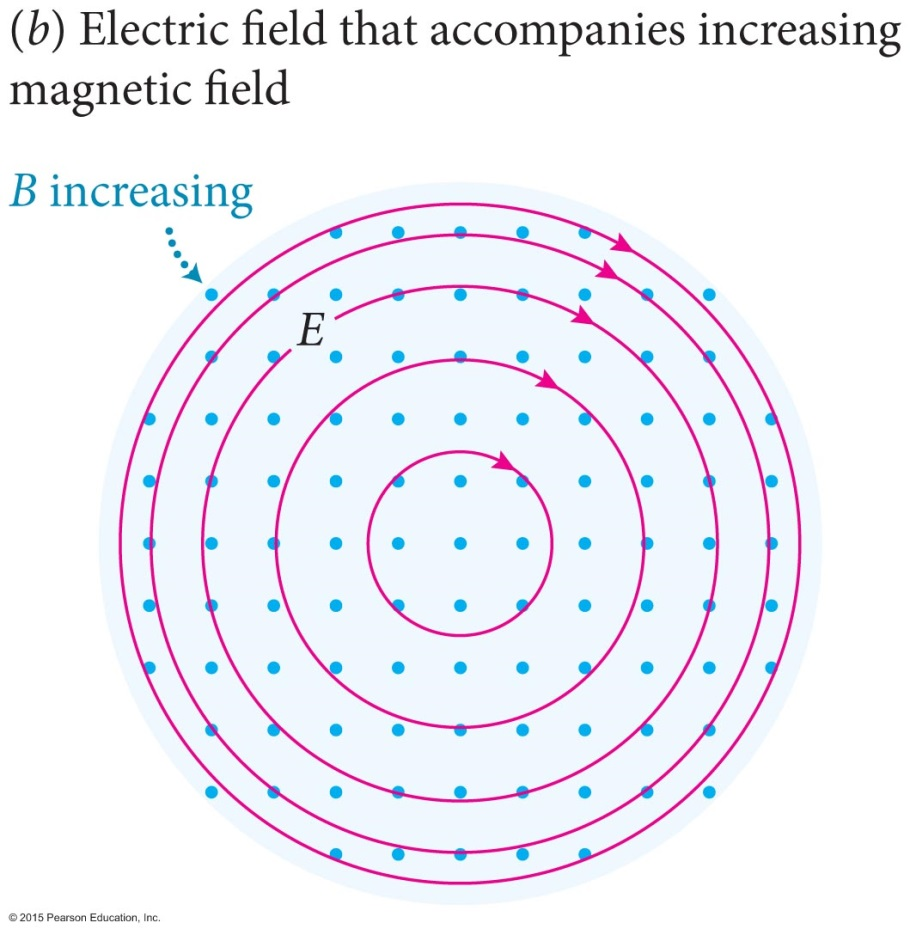 (b) Electric field that accompanies increasing
magnetic field
B increasing
E
© 2015 Pearson Education, Inc.